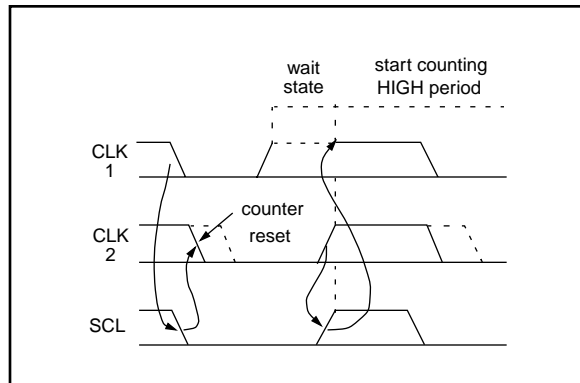 wait
state
start counting
HIGH period
CLK
1
counter
reset
CLK
2
SCL